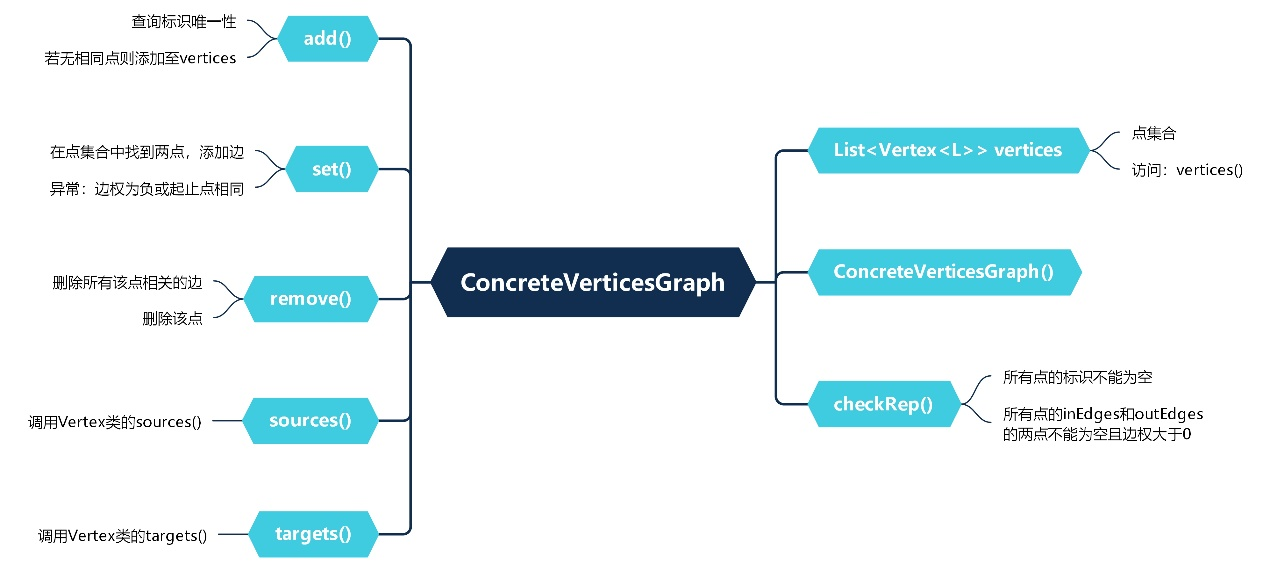 ConcreteVerticesGraph
add()
查询标识唯一性
若无相同点则添加至vertices
set()
在点集合中找到两点，添加边
异常：边权为负或起止点相同
remove()
删除所有该点相关的边
删除该点
sources()
调用Vertex类的sources()
targets()
调用Vertex类的targets()
List<Vertex<L>> vertices
点集合
访问：vertices()
ConcreteVerticesGraph()
checkRep()
所有点的标识不能为空
所有点的inEdges和outEdges
的两点不能为空且边权大于0